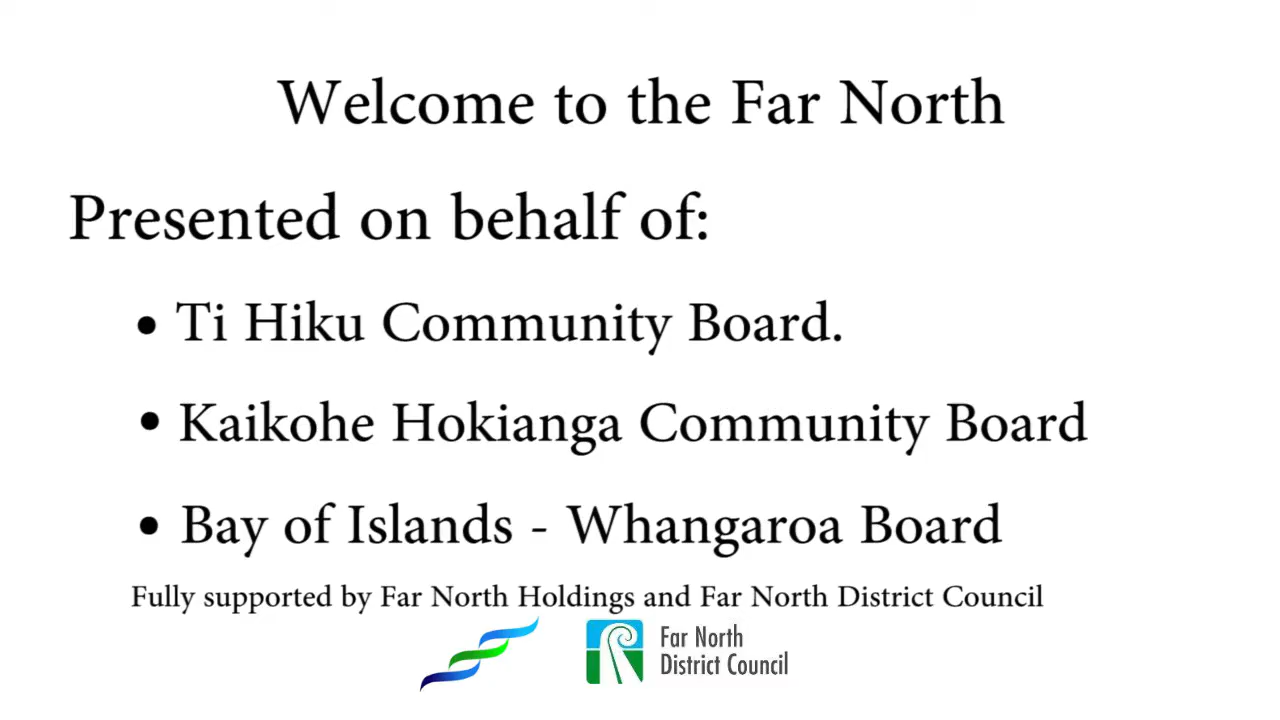 Welcome to the Far North
Presented on behalf of:
• Ti Hiku Community Board.
• Kaikohe Hokianga Community Board
• Bay of Islands - Whangaroa Board
Fully supported by Far North Holdings and Far North District Council
Far North
District Council